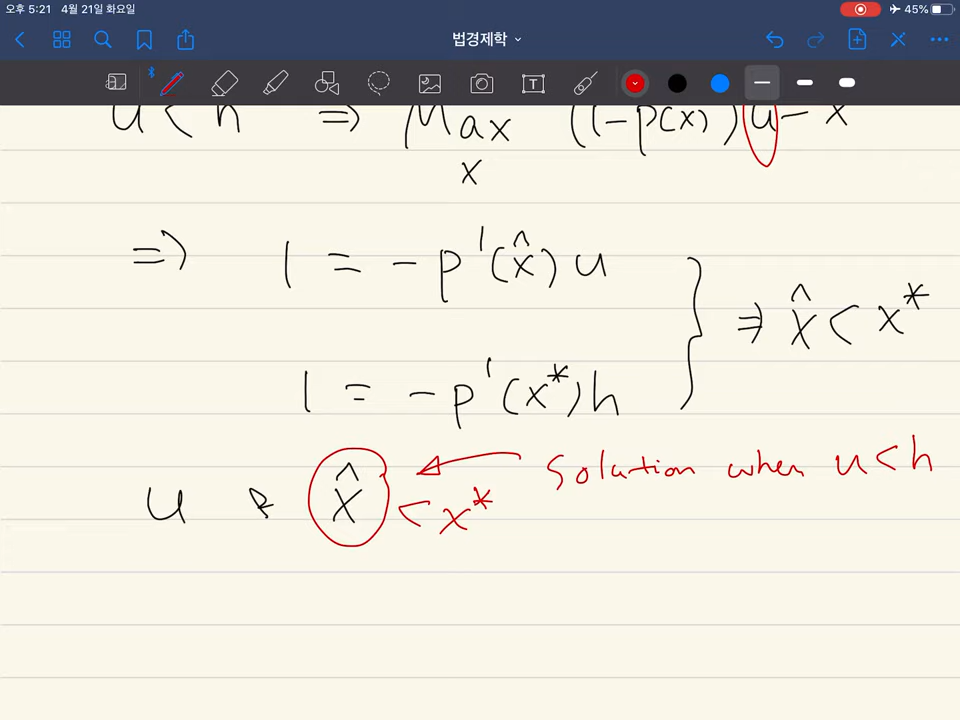 오후 5:21 4월 21일 화요일 45%
법경제학
T
u < h ⇒ Max (1-p(x))u - x
x
⇒ 1 = - p'(x̂)u
⇒ x̂ < x*
1 = - p'(x*)h
Solution when u<h
u & x̂ < x*